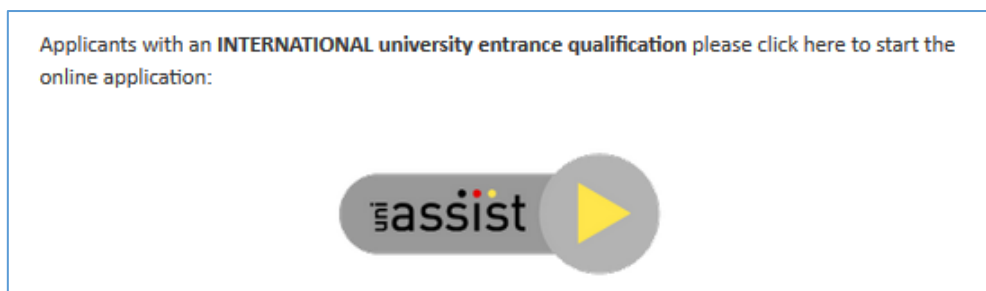 Applicants with an INTERNATIONAL university entrance qualification please click here to start the
online application:
uni assist